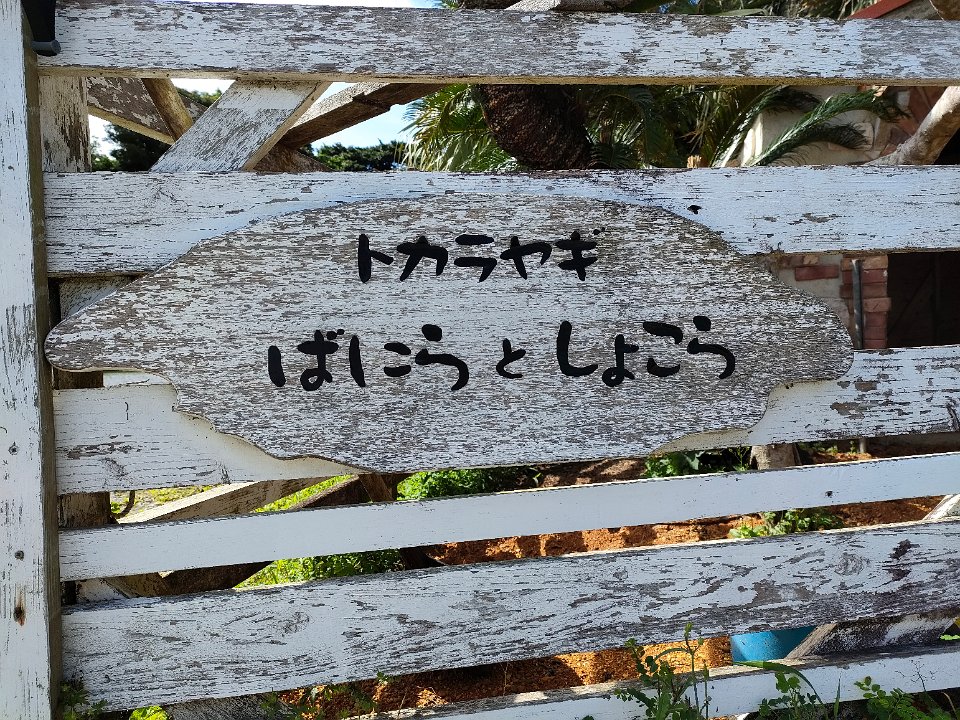 トカラヤギ
ばにら と しょこら